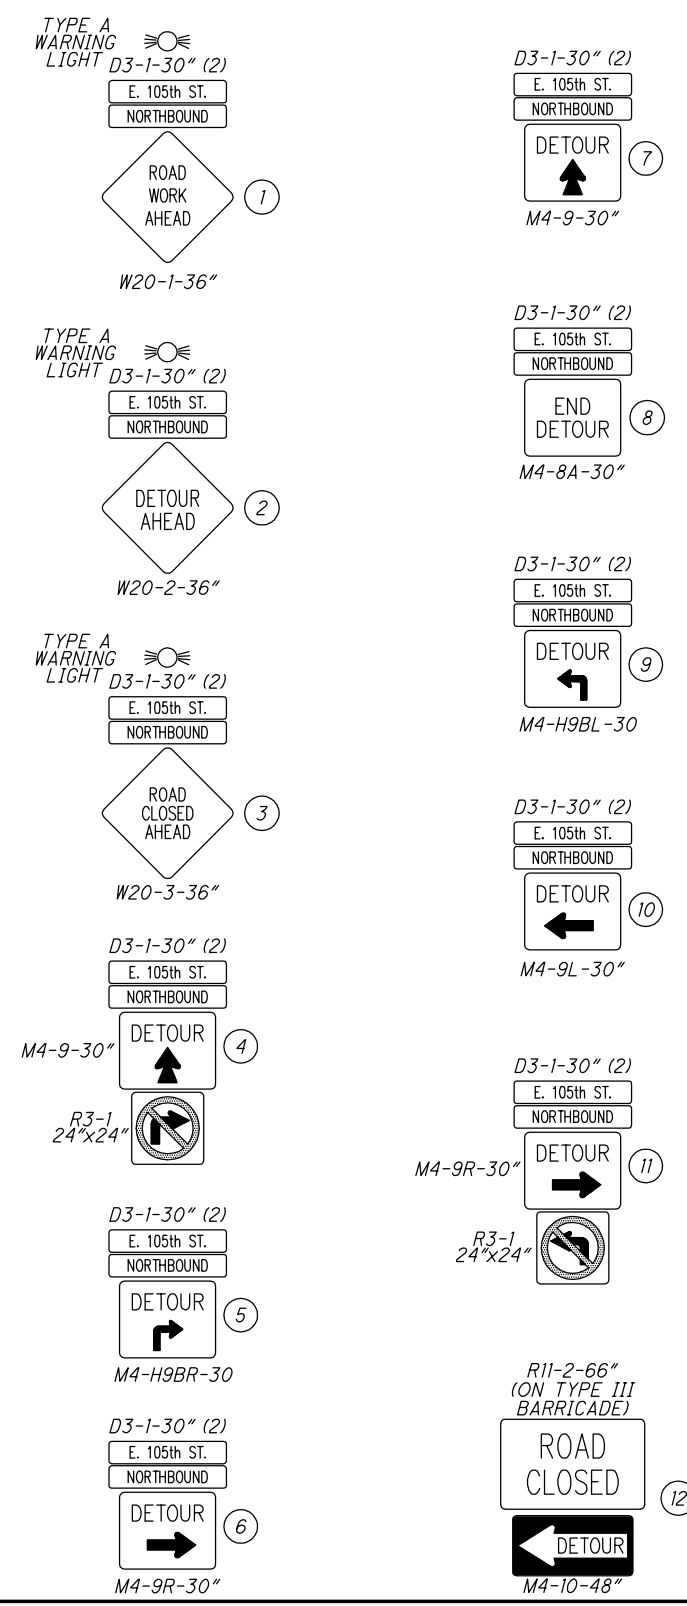 TYPE A
WARNING
LIGHT
D3-1-30" (2)
E. 105th ST.
NORTHBOUND
ROAD
WORK
AHEAD
1
W20-1-36"
TYPE A
WARNING
LIGHT
D3-1-30" (2)
E. 105th ST.
NORTHBOUND
DETOUR
AHEAD
2
W20-2-36"
TYPE A
WARNING
LIGHT
D3-1-30" (2)
E. 105th ST.
NORTHBOUND
ROAD
CLOSED
AHEAD
3
W20-3-36"
D3-1-30" (2)
E. 105th ST.
NORTHBOUND
M4-9-30"
DETOUR
4
R3-1
24"x24"
D3-1-30" (2)
E. 105th ST.
NORTHBOUND
DETOUR
5
M4-H9BR-30
D3-1-30" (2)
E. 105th ST.
NORTHBOUND
DETOUR
6
M4-9R-30"
D3-1-30" (2)
E. 105th ST.
NORTHBOUND
DETOUR
7
M4-9-30"
D3-1-30" (2)
E. 105th ST.
NORTHBOUND
END
DETOUR
8
M4-8A-30"
D3-1-30" (2)
E. 105th ST.
NORTHBOUND
DETOUR
9
M4-H9BL-30
D3-1-30" (2)
E. 105th ST.
NORTHBOUND
DETOUR
10
M4-9L-30"
D3-1-30" (2)
E. 105th ST.
NORTHBOUND
M4-9R-30"
DETOUR
11
R3-1
24"x24"
R11-2-66"
(ON TYPE III
BARRICADE)
ROAD
CLOSED
12
DETOUR
M4-10-48"